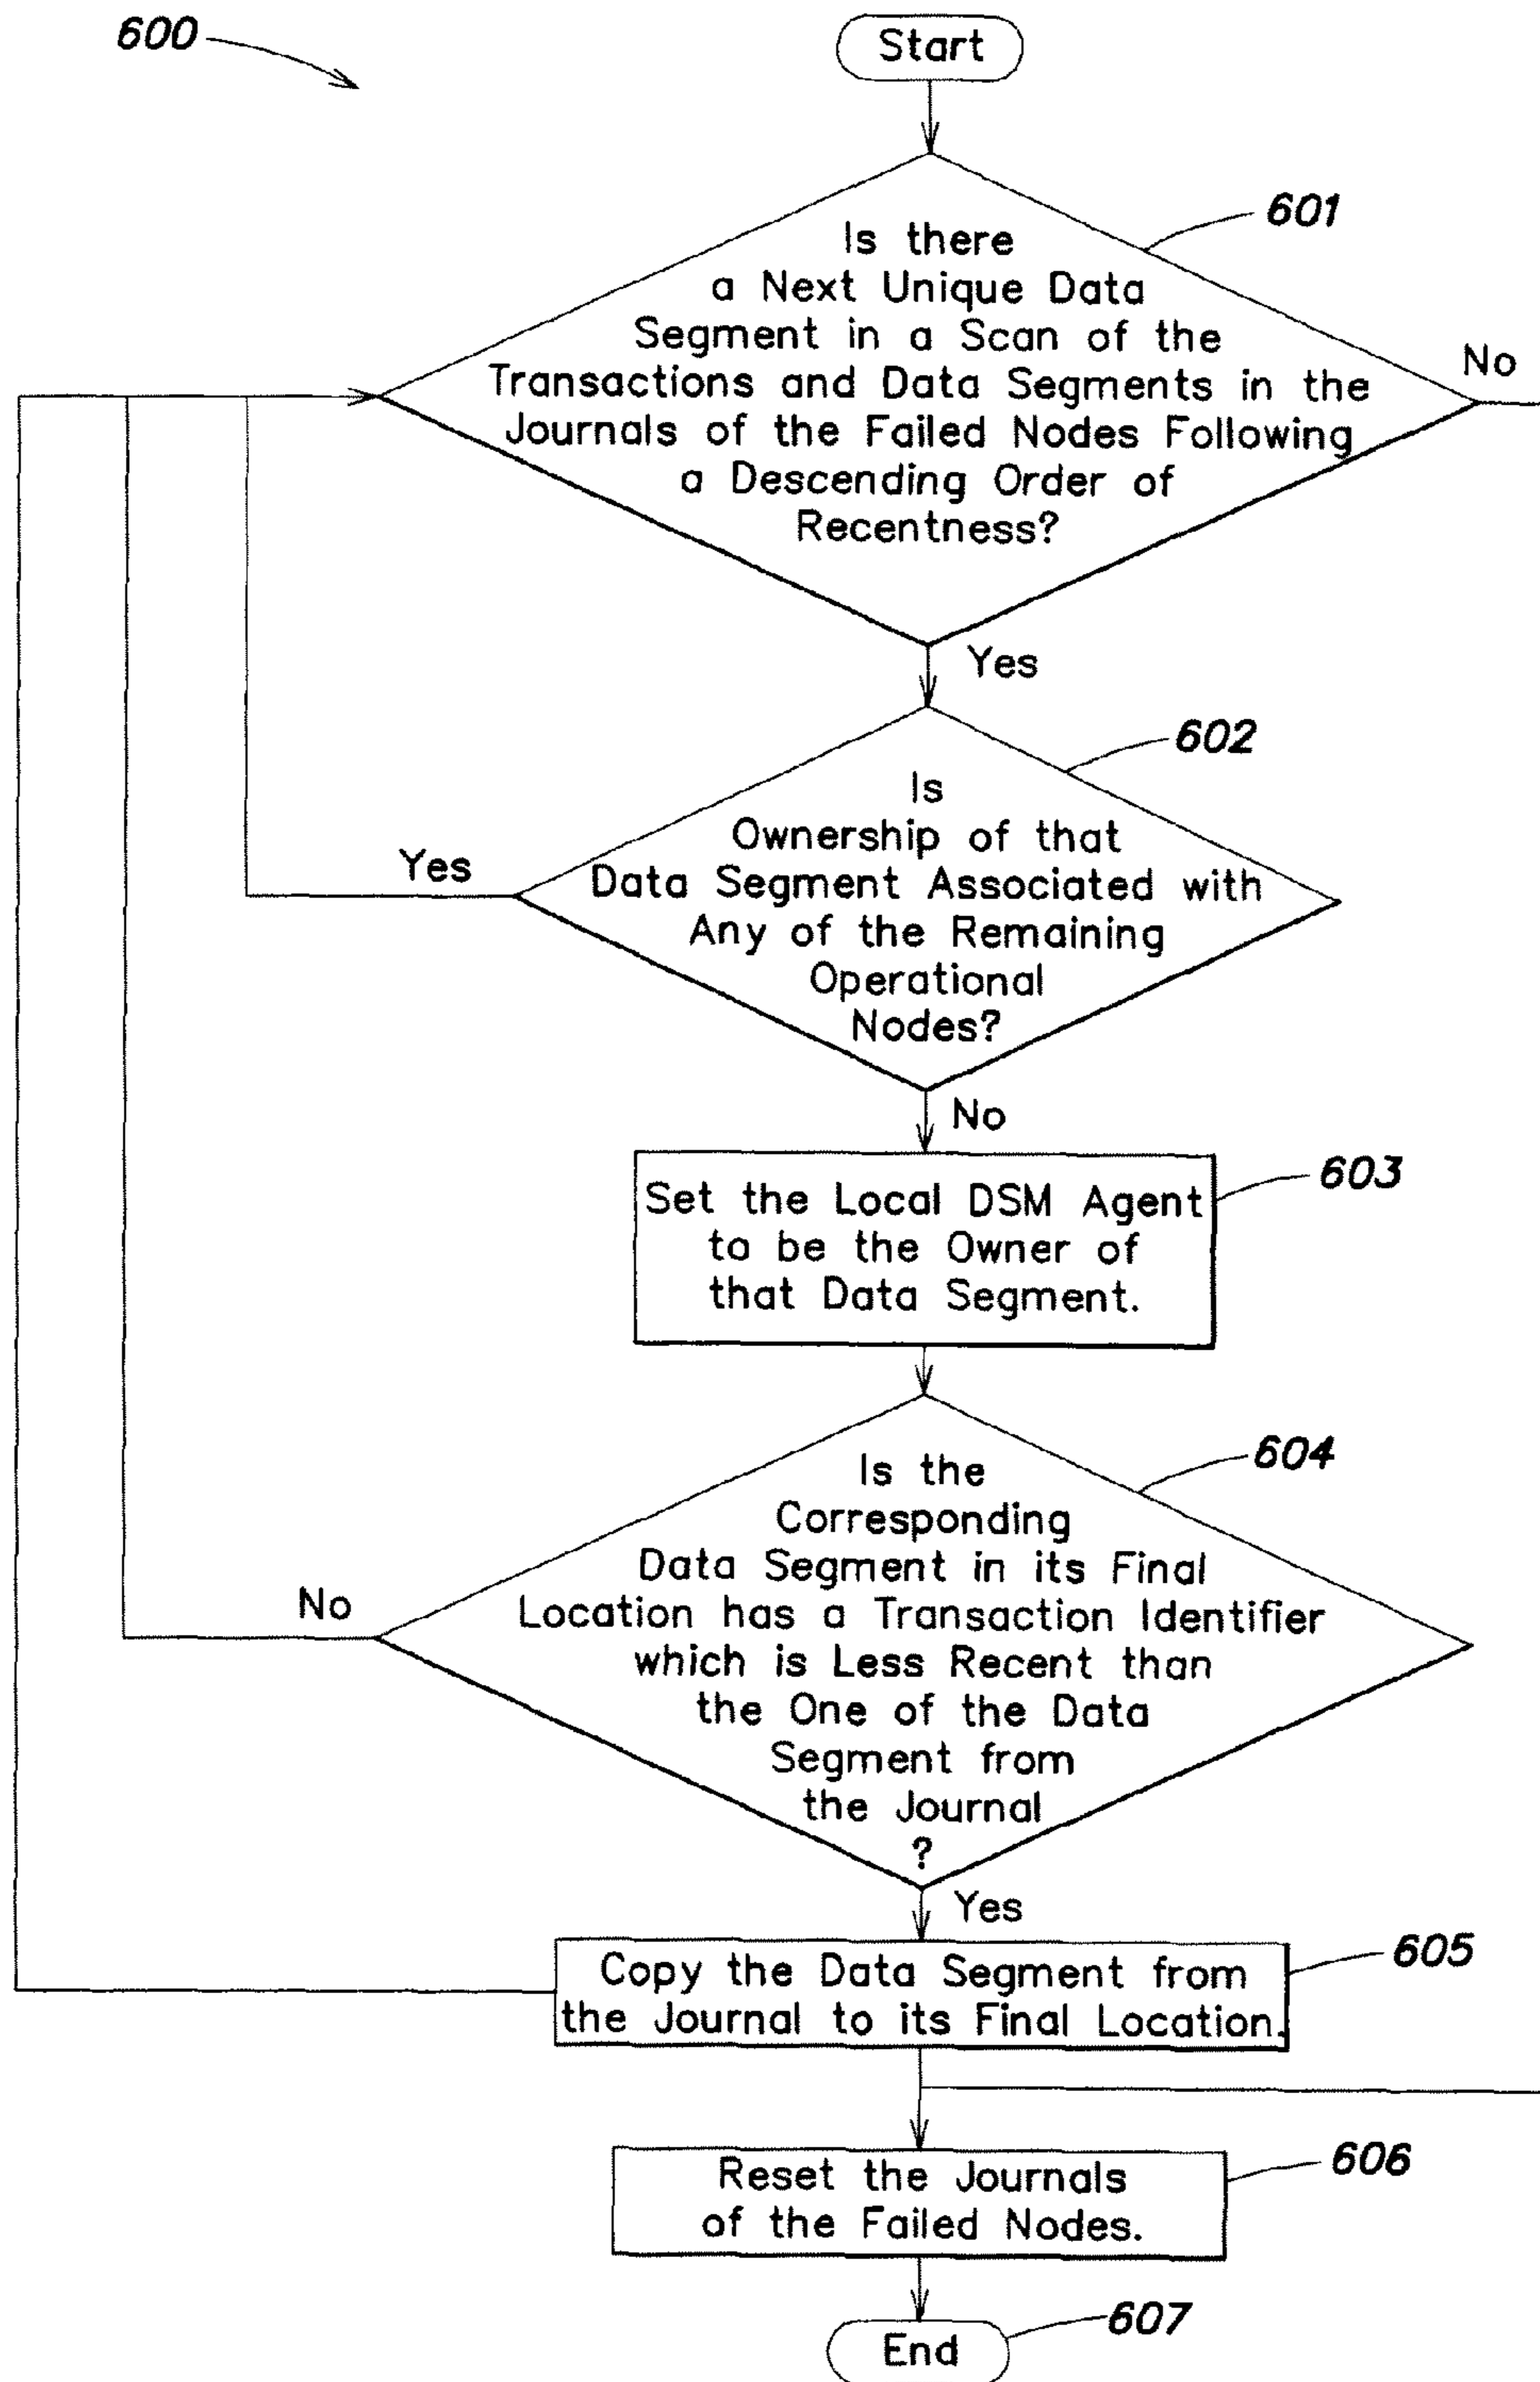 600
Start
601
Is there
a Next Unique Data
Segment in a Scan of the
Transactions and Data Segments in the
Journals of the Failed Nodes Following
a Descending Order of
Recentness?
No
Yes
602
Is
Ownership of that
Data Segment Associated with
Any of the Remaining
Operational
Nodes?
Yes
No
603
Set the Local DSM Agent
to be the Owner of
that Data Segment.
604
Is the
Corresponding
Data Segment in its Final
Location has a Transaction Identifier
which is Less Recent than
the One of the Data
Segment from
the Journal
?
No
Yes
605
Copy the Data Segment from
the Journal to its Final Location.
606
Reset the Journals
of the Failed Nodes.
607
End